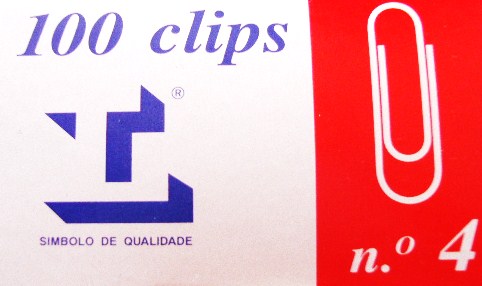 100 clips
®
SIMBOLO DE QUALIDADE
n.º 4